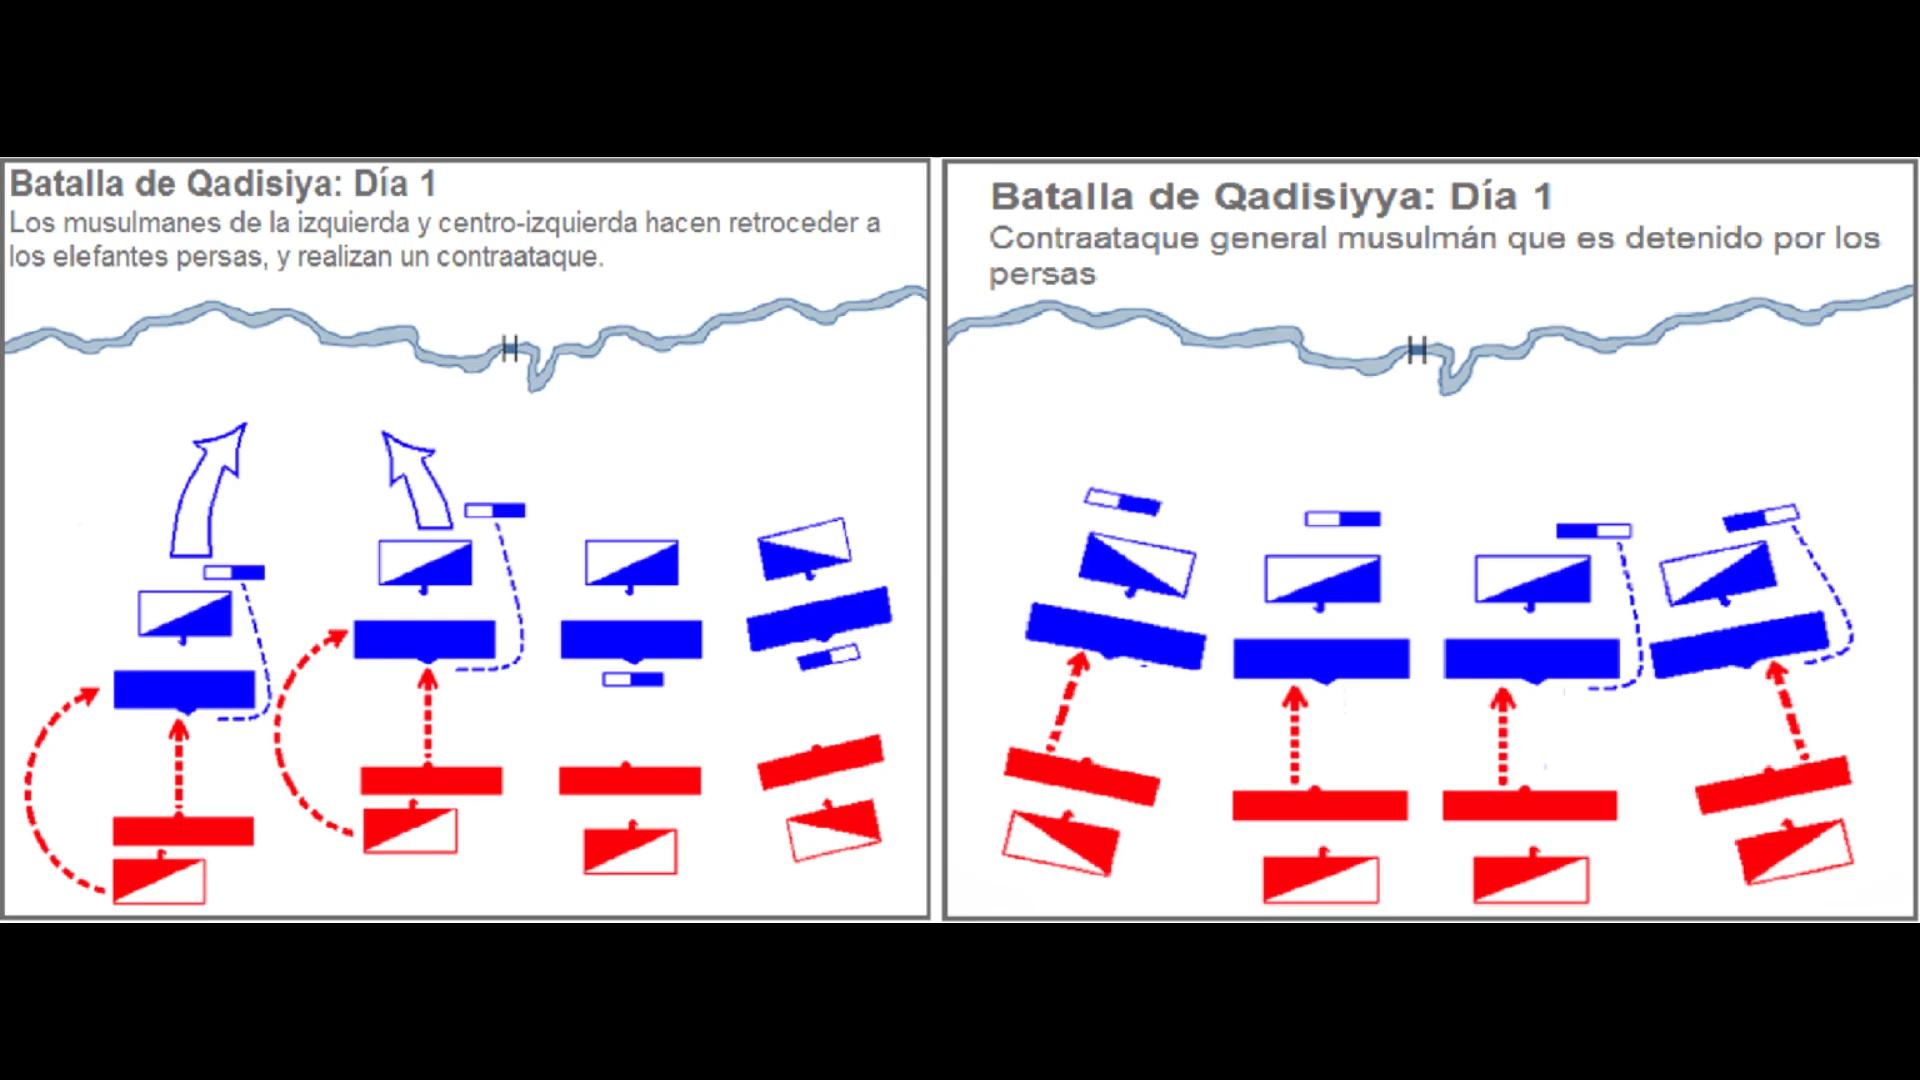 Batalla de Qadisiya: Día 1
Los musulmanes de la izquierda y centro-izquierda hacen retroceder a
los elefantes persas, y realizan un contraataque.
Batalla de Qadisiyya: Día 1
Contraataque general musulmán que es detenido por los
persas